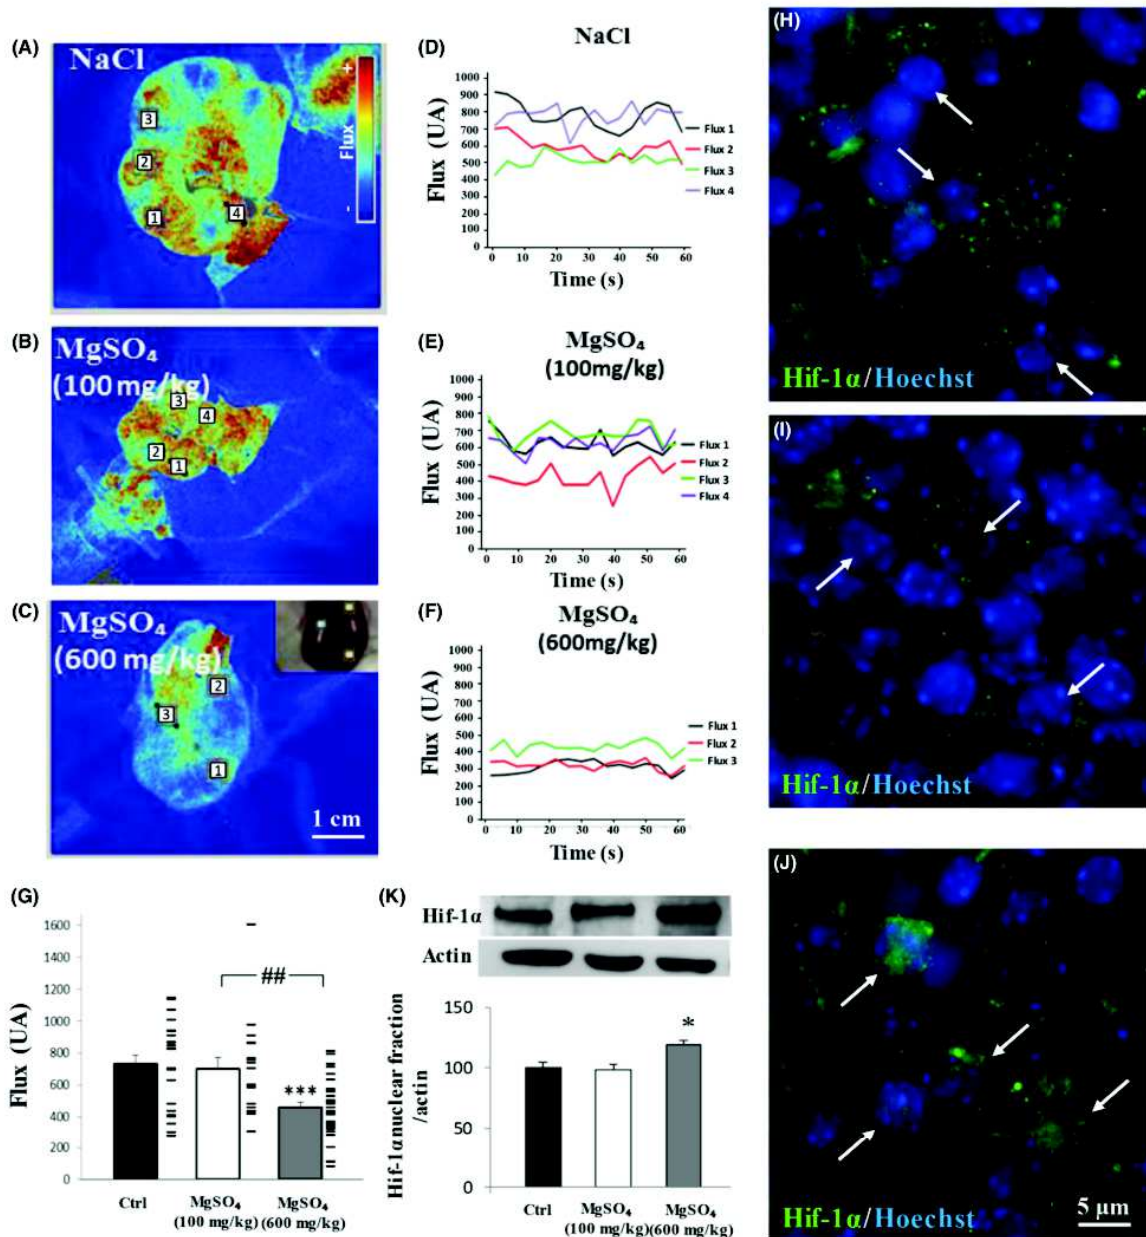 (A)
NaCl
+
Flux
-
3
2
1
4
(B)
MgSO₄
(100 mg/kg)
3
4
2
1
(C)
MgSO₄
(600 mg/kg)
2
3
1
1 cm
(D)
NaCl
Flux (UA)
1000
900
800
700
600
500
400
300
200
100
0
0 10 20 30 40 50 60
Time (s)
Flux 1
Flux 2
Flux 3
Flux 4
(E)
MgSO₄
(100mg/kg)
Flux (UA)
1000
900
800
700
600
500
400
300
200
100
0
0 10 20 30 40 50 60
Time (s)
Flux 1
Flux 2
Flux 3
Flux 4
(F)
MgSO₄
(600mg/kg)
Flux (UA)
1000
900
800
700
600
500
400
300
200
100
0
0 10 20 30 40 50 60
Time (s)
Flux 1
Flux 2
Flux 3
(G)
Flux (UA)
1600
1400
1200
1000
800
600
400
200
0
##
***
Ctrl
MgSO₄
(100 mg/kg)
MgSO₄
(600 mg/kg)
(K)
Hif-1α
Actin
Hif-1α nuclear fraction
/actin
150
100
50
0
*
Ctrl
MgSO₄
(100 mg/kg)
MgSO₄
(600 mg/kg)
(H)
Hif-1α/Hoechst
(I)
Hif-1α/Hoechst
(J)
Hif-1α/Hoechst
5 μm